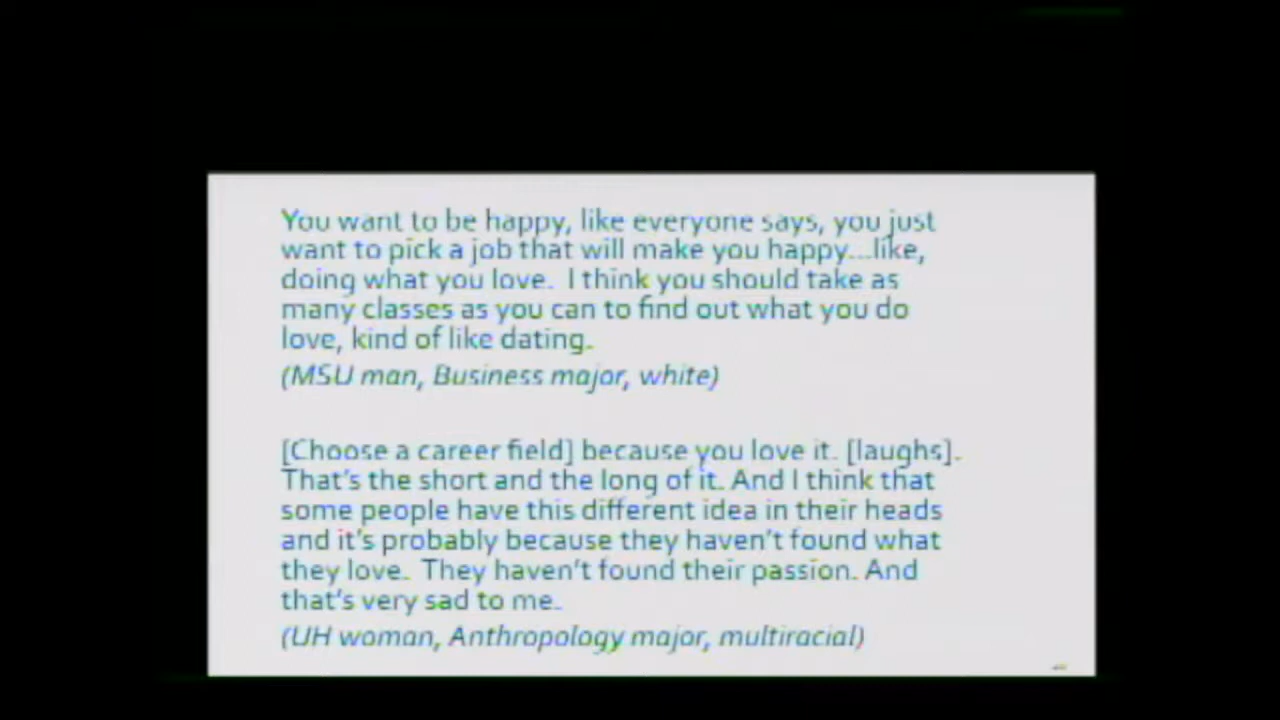 You want to be happy, like everyone says, you just
want to pick a job that will make you happy...like,
doing what you love.  I think you should take as
many classes as you can to find out what you do
love, kind of like dating.
(MSU man, Business major, white)
[Choose a career field] because you love it. [laughs].
That's the short and the long of it. And I think that
some people have this different idea in their heads
and it's probably because they haven't found what
they love.  They haven't found their passion. And
that's very sad to me.
(UH woman, Anthropology major, multiracial)